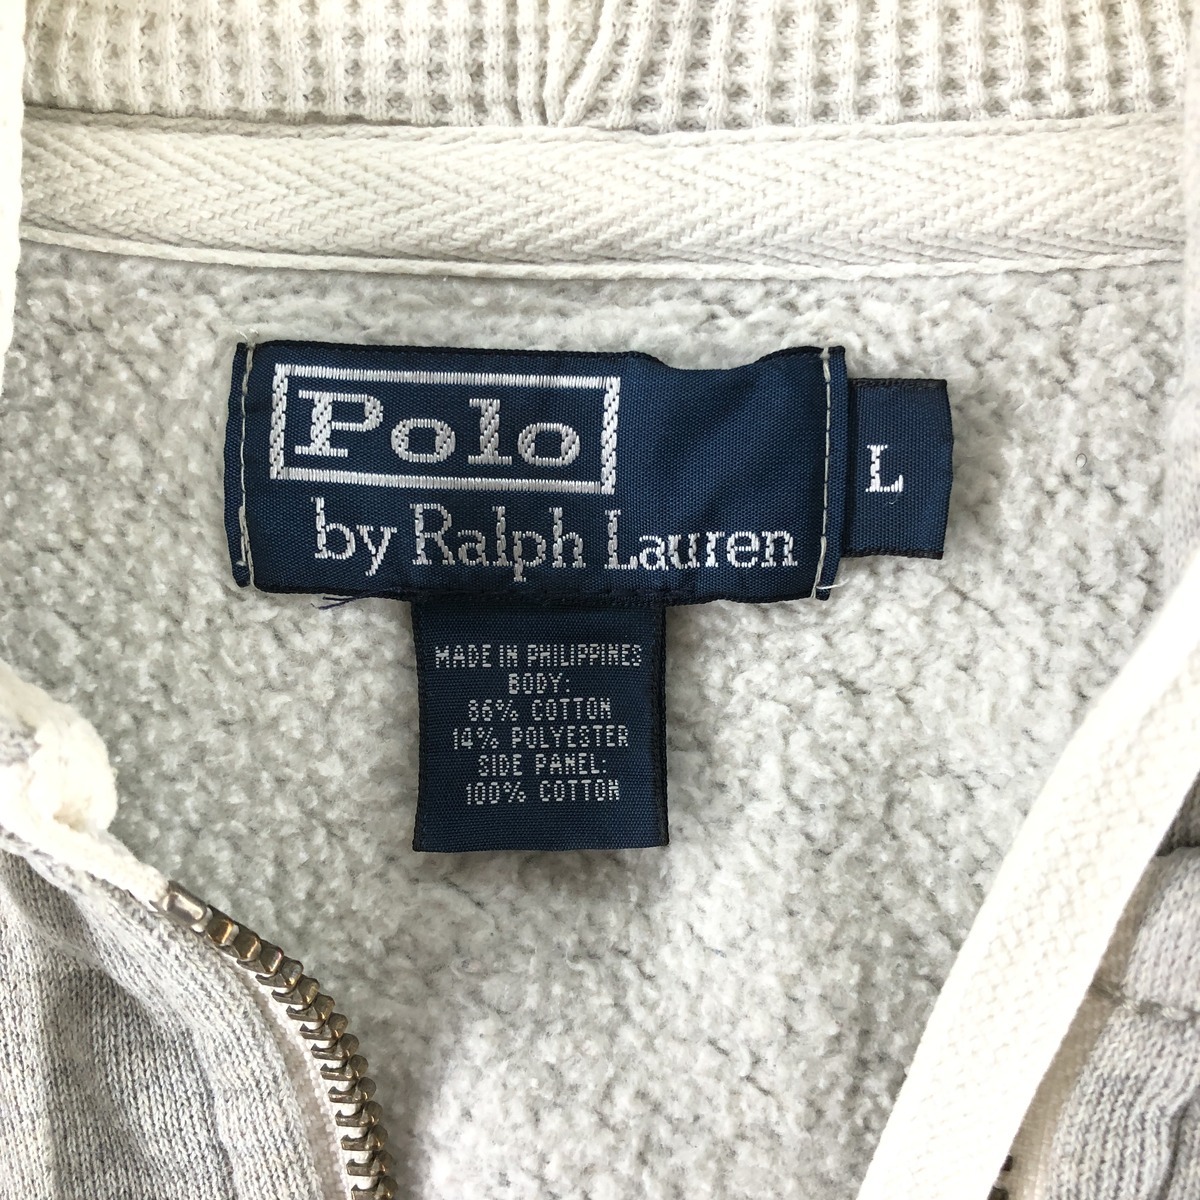 Polo
by Ralph Lauren
L
MADE IN PHILIPPINES
BODY:
86% COTTON
14% POLYESTER
SIDE PANEL:
100% COTTON